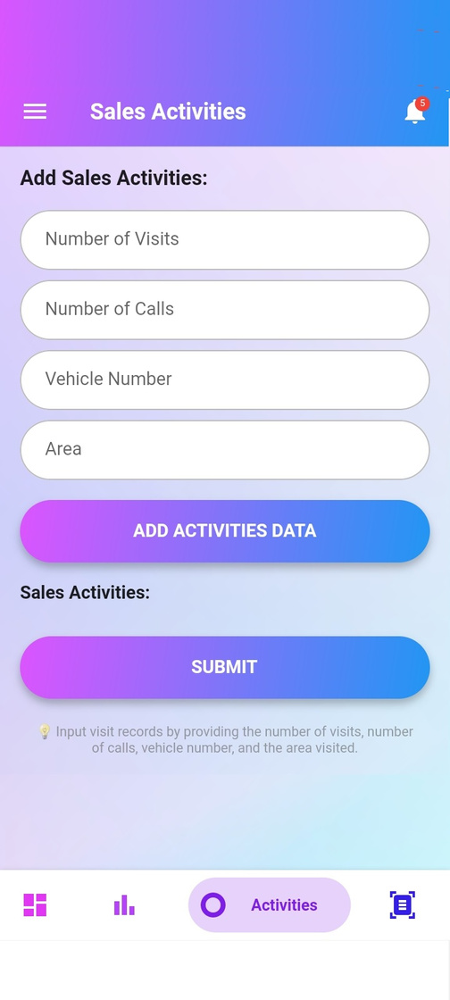 Sales Activities
5
Add Sales Activities:
Number of Visits
Number of Calls
Vehicle Number
Area
ADD ACTIVITIES DATA
Sales Activities:
SUBMIT
💡 Input visit records by providing the number of visits, number
of calls, vehicle number, and the area visited.
Activities